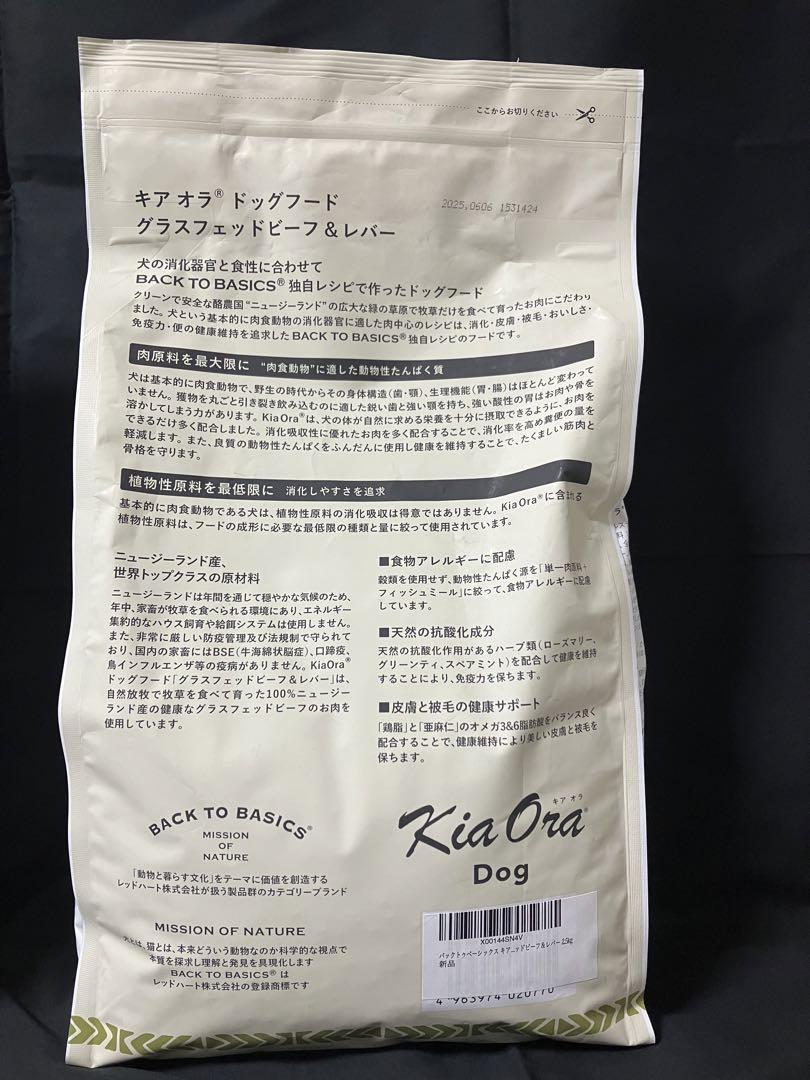 ここからお切りください
キア オラ® ドッグフード
グラスフェッドビーフ＆レバー
2025.0606 1531424
犬の消化器官と食性に合わせて
BACK TO BASICS®独自レシピで作ったドッグフード
クリーンで安全な酪農国“ニュージーランド”の広大な緑の草原で牧草だけを食べて育ったお肉にこだわり
ました。犬という基本的に肉食動物の消化器官に適した肉中心のレシピは、消化・皮膚・被毛・おいしさ・
免疫力・便の健康維持を追求したBACK TO BASICS®独自レシピのフードです。
肉原料を最大限に “肉食動物”に適した動物性たんぱく質
犬は基本的に肉食動物で、野生の時代からその身体構造（歯・顎）、生理機能（胃・腸）はほとんど変わって
いません。獲物を丸ごと引き裂き飲み込むのに適した鋭い歯と強い顎を持ち、強い酸性の胃はお肉や骨を
溶かしてしまう力があります。KiaOra®は、犬の体が自然に求める栄養を十分に摂取できるように、お肉を
できるだけ多く配合しました。消化吸収性に優れたお肉を多く配合することで、消化率を高め糞便の量を
軽減します。また、良質の動物性たんぱくをふんだんに使用し健康を維持することで、たくましい筋肉と
骨格を守ります。
植物性原料を最低限に 消化しやすさを追求
基本的に肉食動物である犬は、植物性原料の消化吸収は得意ではありません。KiaOra®に含まれる
植物性原料は、フードの成形に必要な最低限の種類と量に絞って使用されています。
ニュージーランド産、
世界トップクラスの原材料
ニュージーランドは年間を通じて穏やかな気候のため、
年中、家畜が牧草を食べられる環境にあり、エネルギー
集約的なハウス飼育や給餌システムは使用しません。
また、非常に厳しい防疫管理及び法規制で守られて
おり、国内の家畜にはBSE（牛海綿状脳症）、口蹄疫、
鳥インフルエンザ等の疫病がありません。KiaOra®
ドッグフード「グラスフェッドビーフ＆レバー」は、
自然放牧で牧草を食べて育った100%ニュージー
ランド産の健康なグラスフェッドビーフのお肉を
使用しています。
■食物アレルギーに配慮
穀類を使用せず、動物性たんぱく源を「単一肉原料+
フィッシュミール」に絞って、食物アレルギーに配慮
しています。
■天然の抗酸化成分
天然の抗酸化作用があるハーブ類（ローズマリー、
グリーンティ、スペアミント）を配合して健康を維持
することにより、免疫力を保ちます。
■皮膚と被毛の健康サポート
「鶏脂」と「亜麻仁」のオメガ3&6脂肪酸をバランス良く
配合することで、健康維持により美しい皮膚と被毛を
保ちます。
BACK TO BASICS®
MISSION
OF
NATURE
「動物と暮らす文化」をテーマに価値を創造する
レッドハート株式会社が扱う製品群のカテゴリーブランド
MISSION OF NATURE
犬とは、猫とは、本来どういう動物なのか科学的な視点で
本質を探求し理解と発見を具現化します
BACK TO BASICS® は
レッドハート株式会社の登録商標です
キア オラ
Kia Ora®
Dog
X00144SN4V
バックトゥベーシックス キア...ッドビーフ＆レバー 2.5kg
新品
4 963974 020770